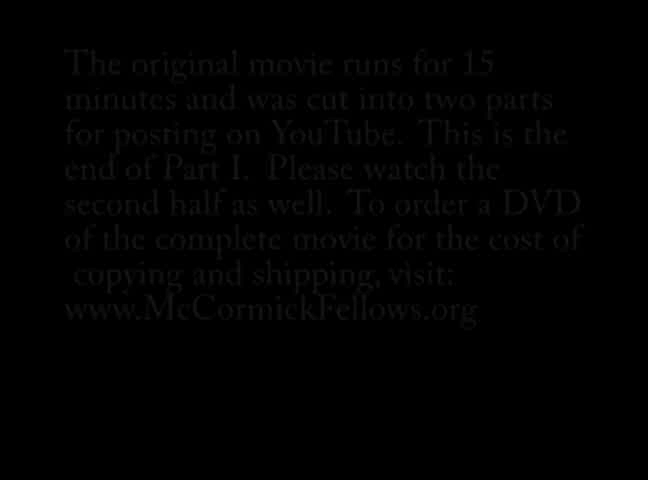 The original movie runs for 15
minutes and was cut into two parts
for posting on YouTube. This is the
end of Part I. Please watch the
second half as well. To order a DVD
of the complete movie for the cost of
copying and shipping, visit:
www.McCormickFellows.org